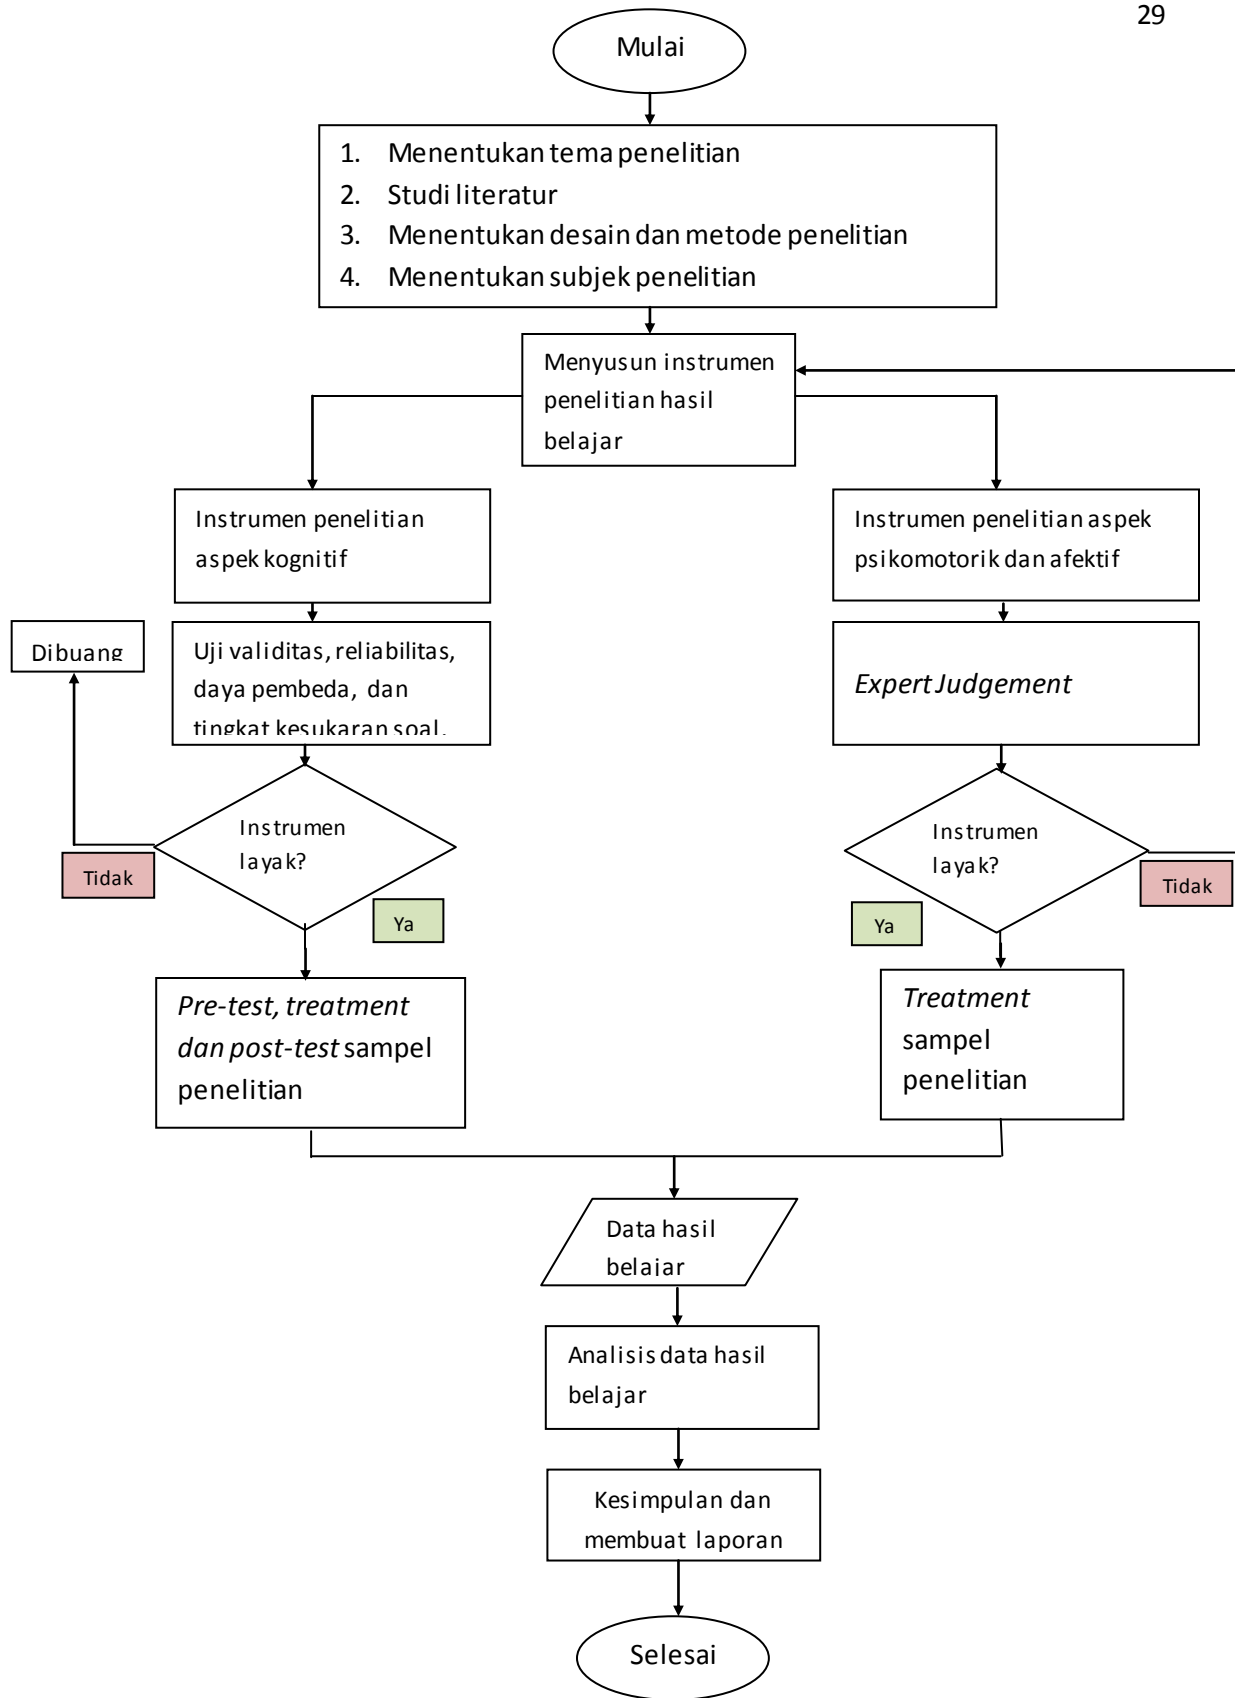 29
Mulai
1. Menentukan tema penelitian
2. Studi literatur
3. Menentukan desain dan metode penelitian
4. Menentukan subjek penelitian
Menyusun instrumen
penelitian hasil
belajar
Instrumen penelitian
aspek kognitif
Instrumen penelitian aspek
psikomotorik dan afektif
Dibuang
Uji validitas, reliabilitas,
daya pembeda, dan
tingkat kesukaran soal.
Expert Judgement
Instrumen
layak?
Instrumen
layak?
Tidak
Ya
Ya
Tidak
Pre-test, treatment
dan post-test sampel
penelitian
Treatment
sampel
penelitian
Data hasil
belajar
Analisis data hasil
belajar
Kesimpulan dan
membuat laporan
Selesai